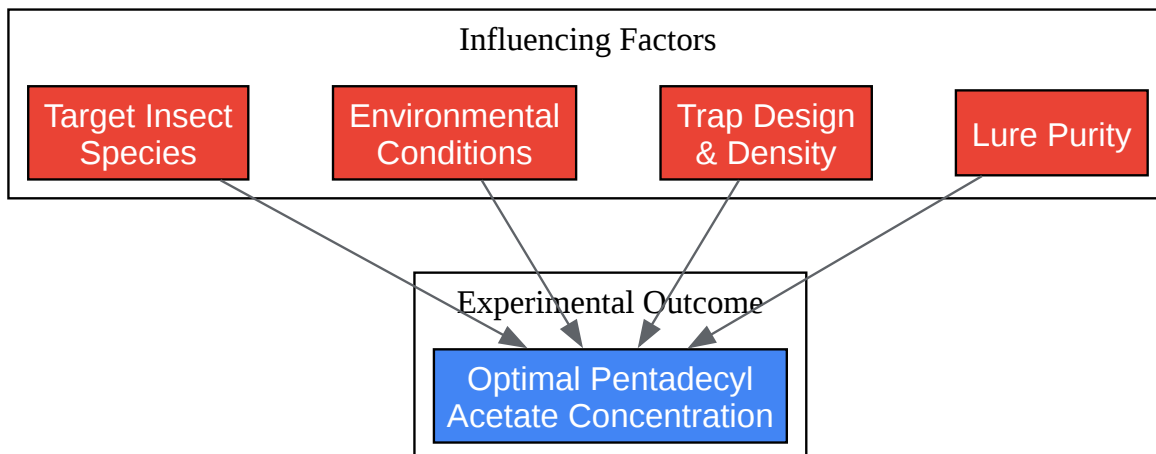 Influencing Factors
Target Insect
Species
Environmental
Conditions
Trap Design
& Density
Lure Purity
Experimental Outcome
Optimal Pentadecyl
Acetate Concentration